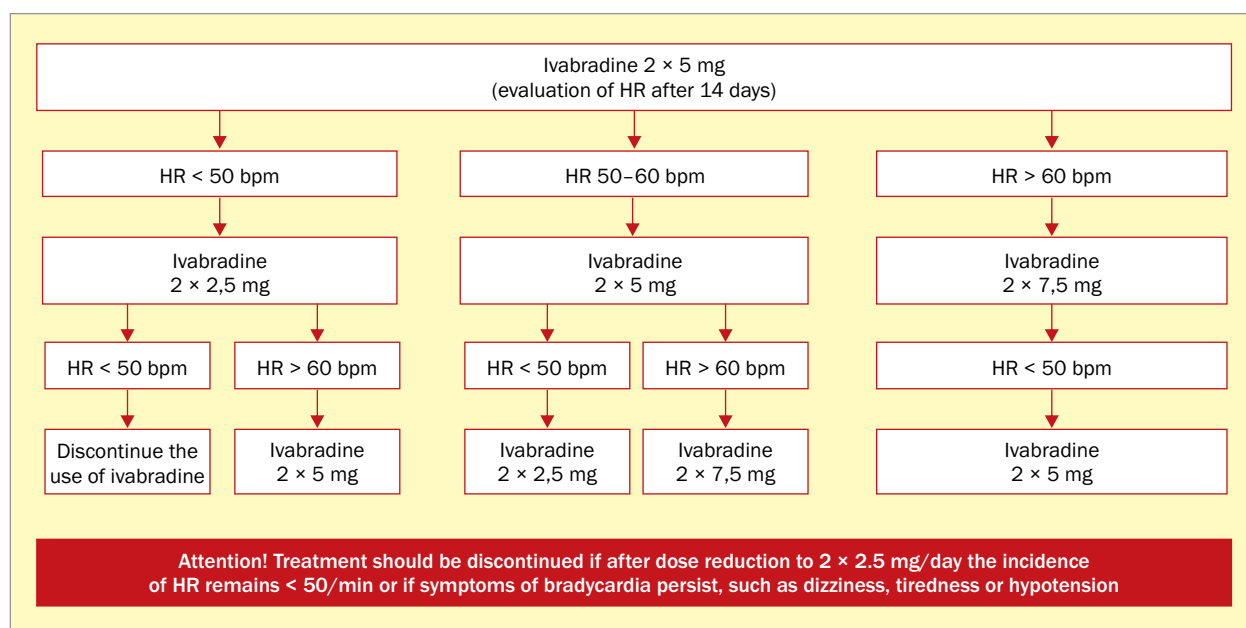 Ivabradine 2 × 5 mg
(evaluation of HR after 14 days)
HR < 50 bpm
HR 50–60 bpm
HR > 60 bpm
Ivabradine
2 × 2,5 mg
Ivabradine
2 × 5 mg
Ivabradine
2 × 7,5 mg
HR < 50 bpm
HR > 60 bpm
HR < 50 bpm
HR > 60 bpm
HR < 50 bpm
Discontinue the
use of ivabradine
Ivabradine
2 × 5 mg
Ivabradine
2 × 2,5 mg
Ivabradine
2 × 7,5 mg
Ivabradine
2 × 5 mg
Attention! Treatment should be discontinued if after dose reduction to 2 × 2.5 mg/day the incidence
of HR remains < 50/min or if symptoms of bradycardia persist, such as dizziness, tiredness or hypotension